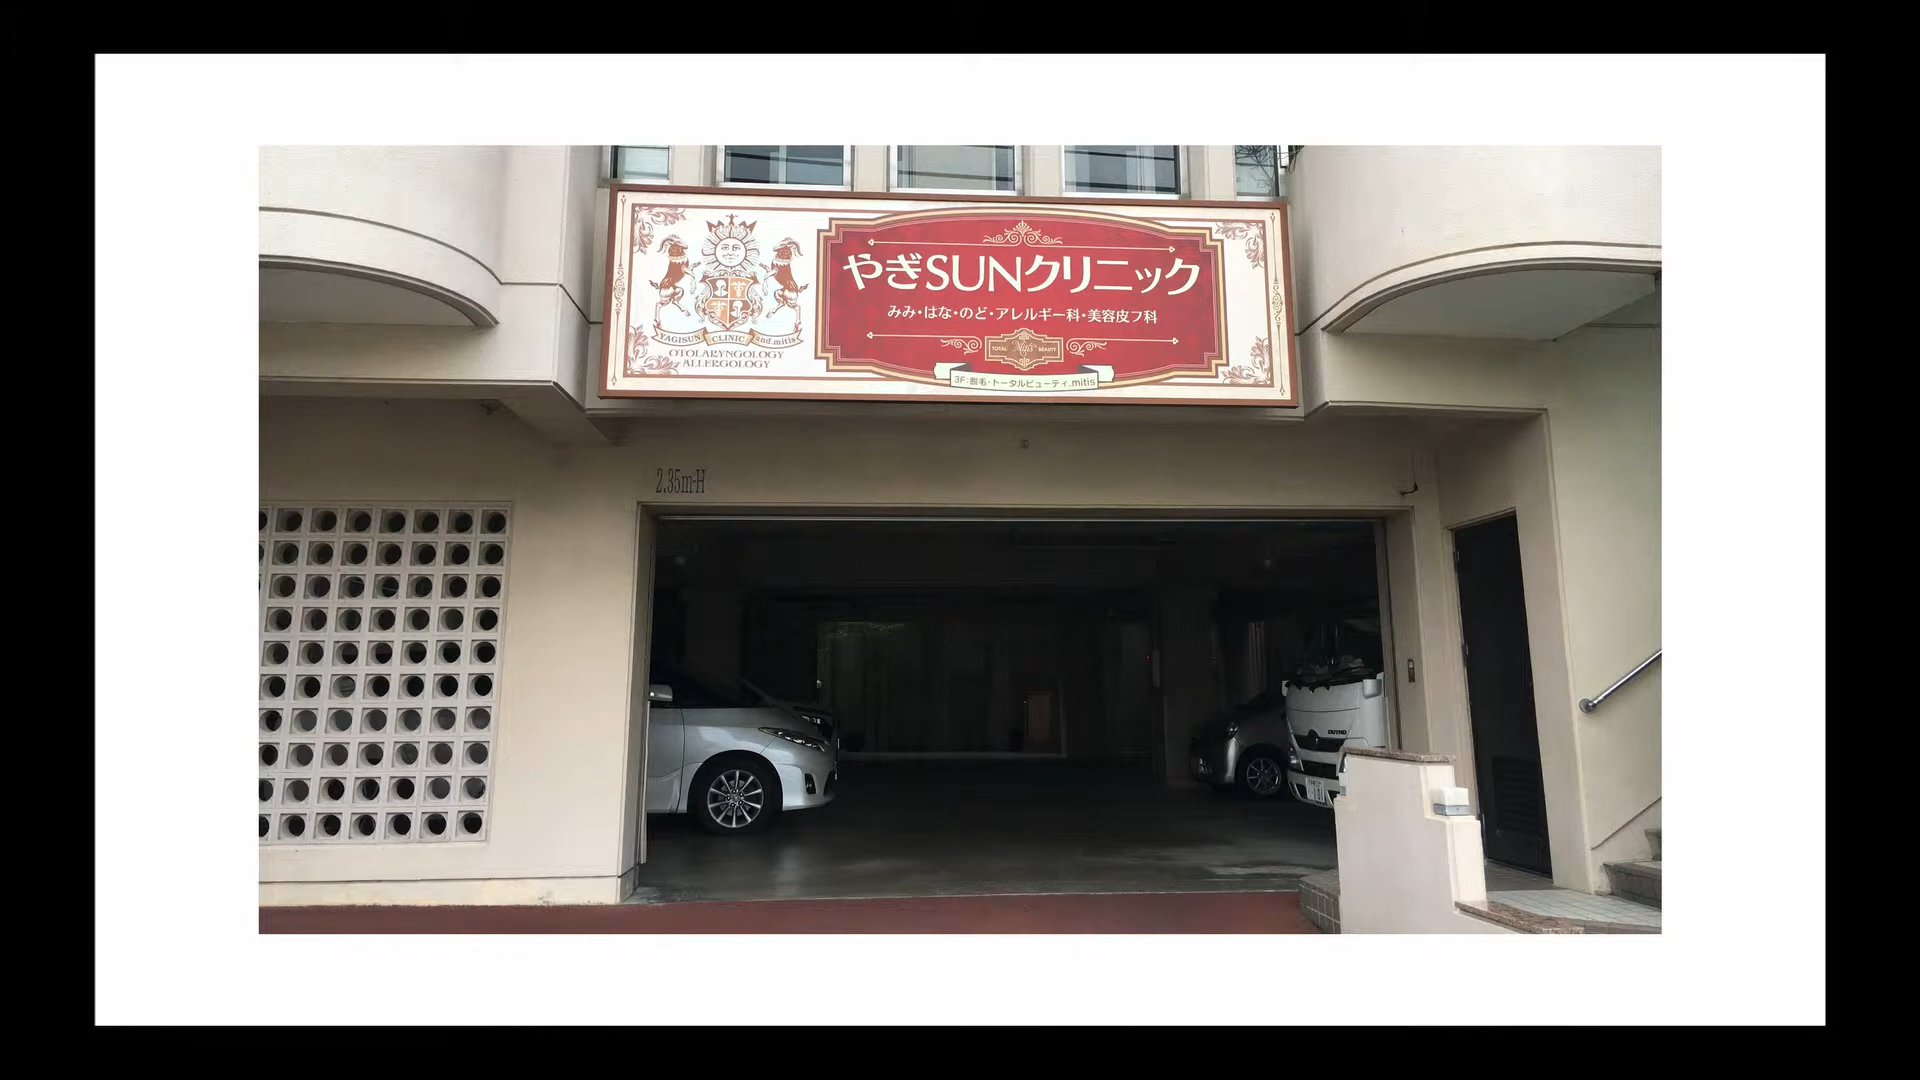 やぎSUNクリニック
みみ・はな・のど・アレルギー科・美容皮フ科
TOTAL Mitis BEAUTY
3F:脱毛・トータルビューティ.mitis
YAGISUN CLINIC and.mitis
OTOLARYNGOLOGY
ALLERGOLOGY
2.35m-H